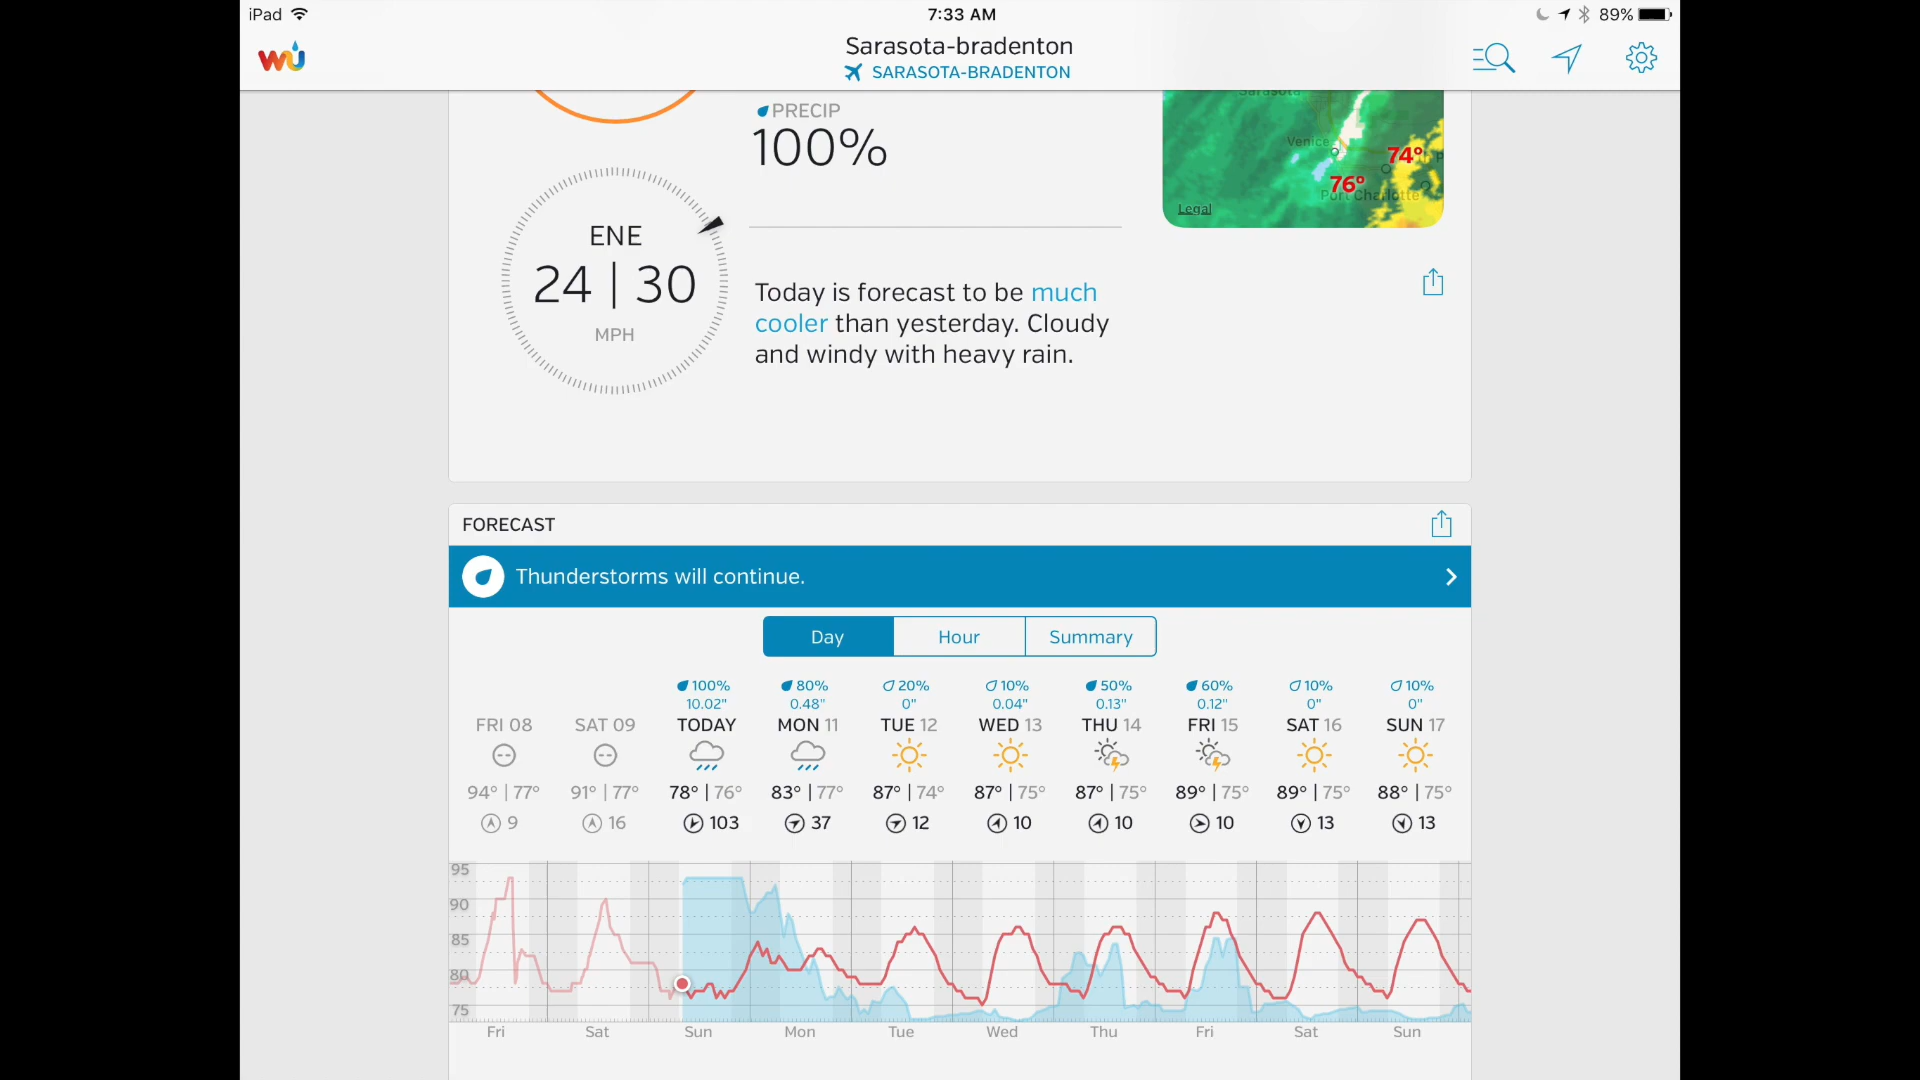 iPad
7:33 AM
89%
WU
Sarasota-bradenton
SARASOTA-BRADENTON
PRECIP
100%
Sarasota
Venice
74°
76°
Port Charlotte
Legal
ENE
24 | 30
MPH
Today is forecast to be much
cooler than yesterday. Cloudy
and windy with heavy rain.
FORECAST
Thunderstorms will continue.
Day Hour Summary
100% 80% 20% 10% 50% 60% 10% 10%
10.02" 0.48" 0" 0.04" 0.13" 0.12" 0" 0"
FRI 08 SAT 09 TODAY MON 11 TUE 12 WED 13 THU 14 FRI 15 SAT 16 SUN 17
94° | 77° 91° | 77° 78° | 76° 83° | 77° 87° | 74° 87° | 75° 87° | 75° 89° | 75° 89° | 75° 88° | 75°
9 16 103 37 12 10 10 10 13 13
95
90
85
80
75
Fri Sat Sun Mon Tue Wed Thu Fri Sat Sun